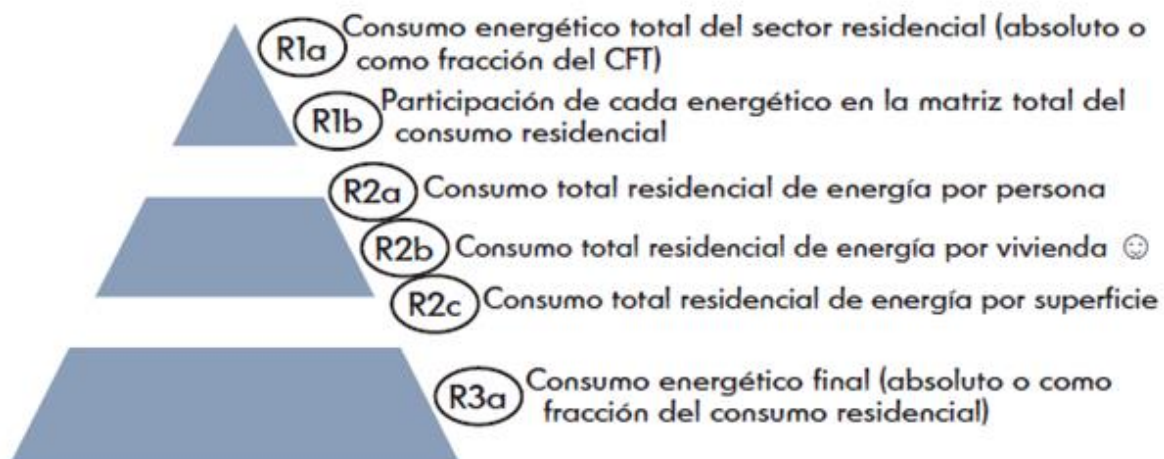 R1a Consumo energético total del sector residencial (absoluto o
como fracción del CFT)
R1b Participación de cada energético en la matriz total del
consumo residencial
R2a Consumo total residencial de energía por persona
R2b Consumo total residencial de energía por vivienda ☺
R2c Consumo total residencial de energía por superficie
R3a Consumo energético final (absoluto o como
fracción del consumo residencial)